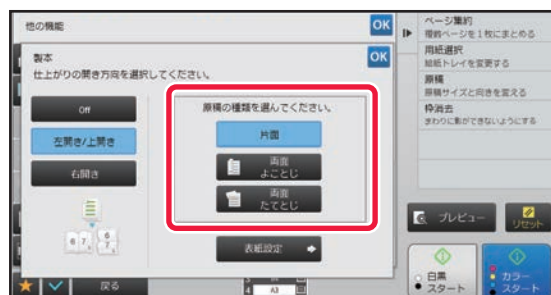 他の機能
OK
製本
OK
仕上がりの開き方向を選択してください。
Off
左開き/上開き
右開き
6 7
6
7
原稿の種類を選んでください。
片面
両面
よことじ
両面
たてとじ
表紙設定
ページ集約
複数ページを1枚にまとめる
用紙選択
給紙トレイを変更する
原稿
原稿サイズと向きを変える
枠消去
まわりに影ができないようにする
プレビュー
リセット
戻る
4 A3
白黒
スタート
カラー
スタート